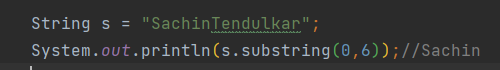 String s = "SachinTendulkar";
System.out.println(s.substring(0,6));//Sachin